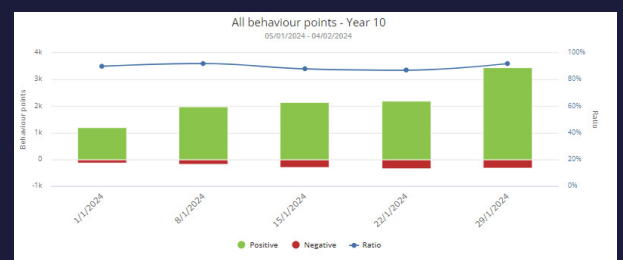 All behaviour points - Year 10
05/01/2024 - 04/02/2024
Behaviour points
4k
3k
2k
1k
0
-1k
100%
80%
60%
40%
20%
0%
Ratio
1/1/2024
8/1/2024
15/1/2024
22/1/2024
29/1/2024
Positive Negative Ratio